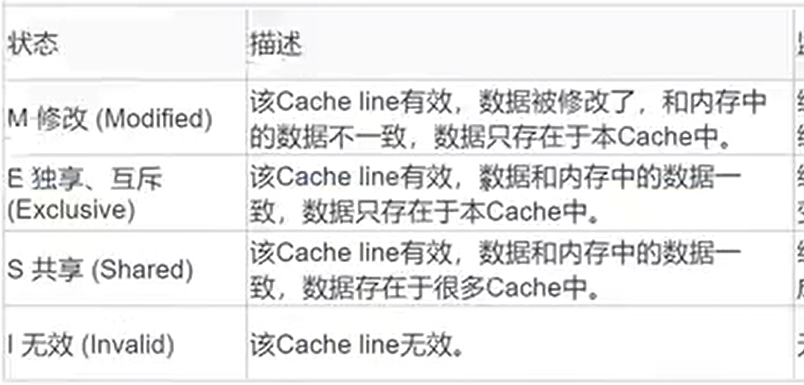 状态
描述
M 修改 (Modified)
该Cache line有效，数据被修改了，和内存中
的数据不一致，数据只存在于本Cache中。
E 独享、互斥
(Exclusive)
该Cache line有效，数据和内存中的数据一
致，数据只存在于本Cache中。
S 共享 (Shared)
该Cache line有效，数据和内存中的数据一
致，数据存在于很多Cache中。
I 无效 (Invalid)
该Cache line无效。